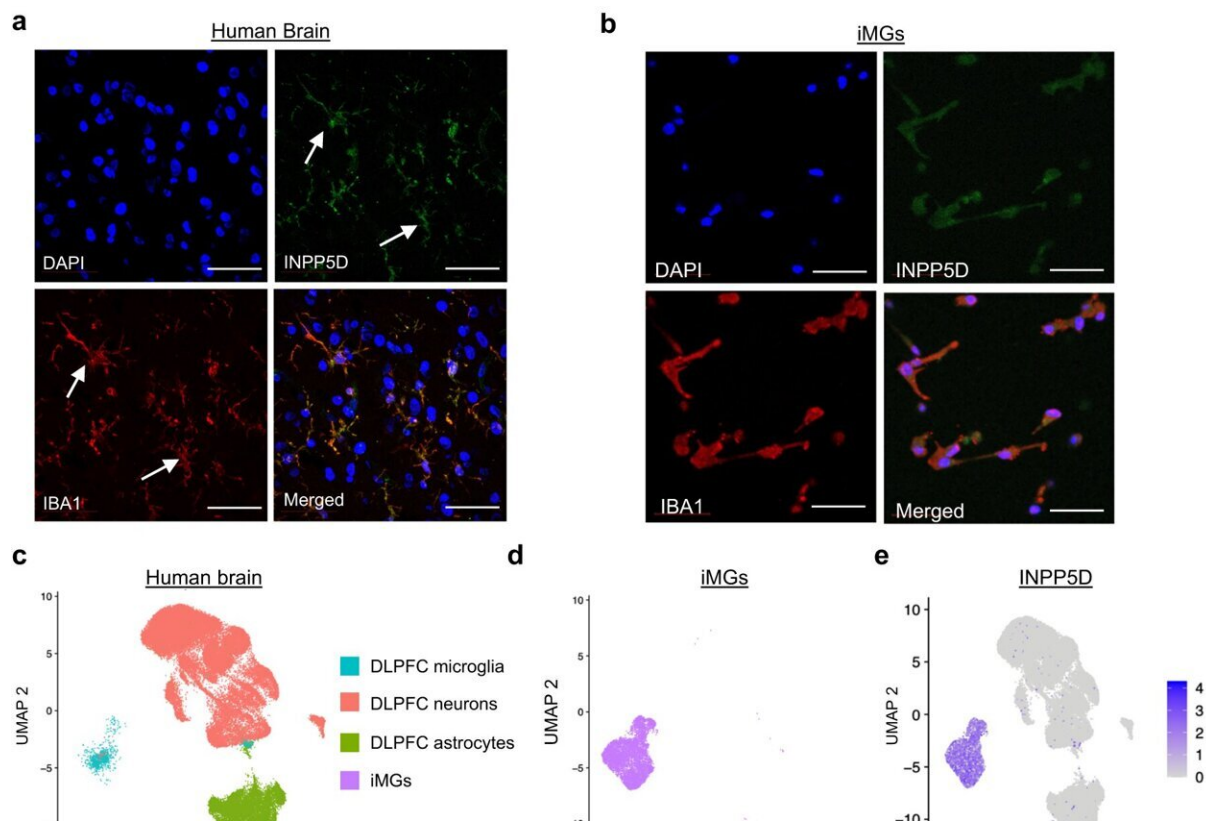 a
Human Brain
DAPI
INPP5D
IBA1
Merged
b
iMGs
DAPI
INPP5D
IBA1
Merged
c
Human brain
10
5
0
−5
UMAP 2
DLPFC microglia
DLPFC neurons
DLPFC astrocytes
iMGs
d
iMGs
10
5
0
−5
UMAP 2
e
INPP5D
10
5
0
−5
−10
UMAP 2
4
3
2
1
0